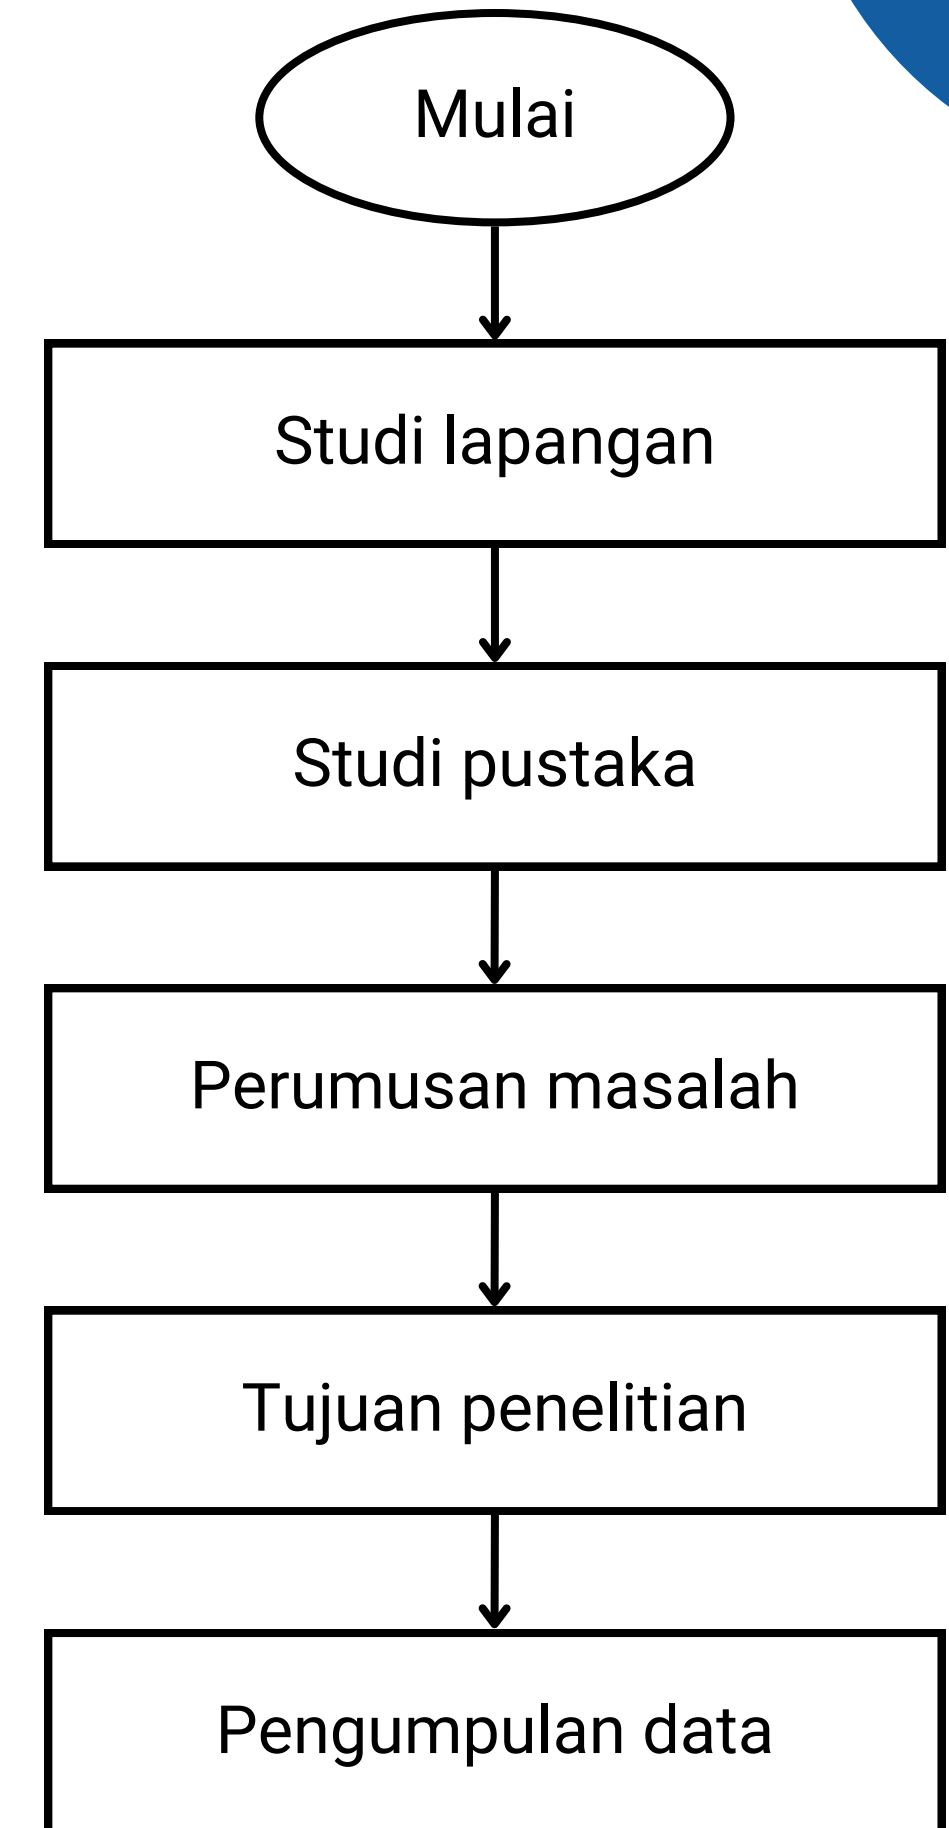 Mulai
Studi lapangan
Studi pustaka
Perumusan masalah
Tujuan penelitian
Pengumpulan data